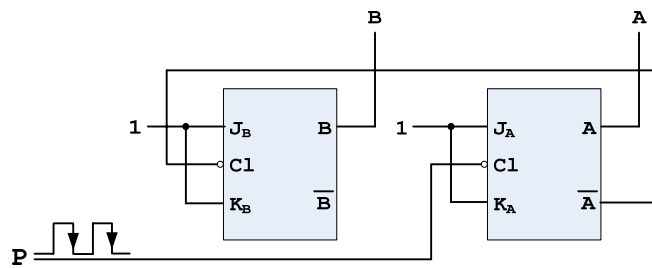 B A
1 J_B B 1 J_A A
Cl Cl
K_B B̅ K_A A̅
P